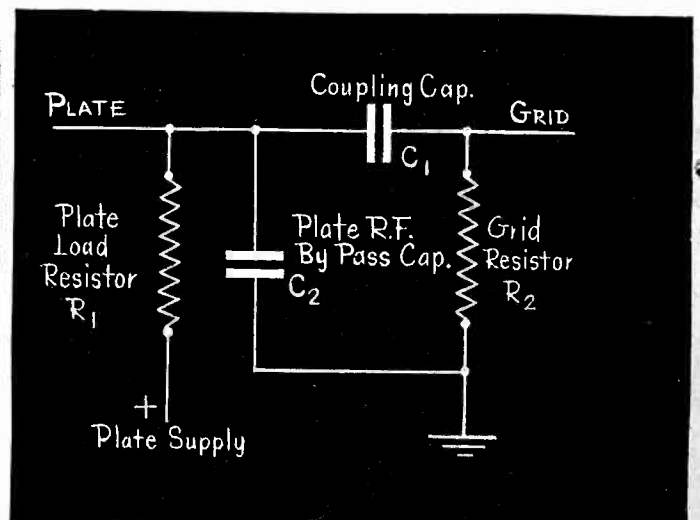 Coupling Cap.
PLATE
GRID
C1
Plate
Load
Resistor
R1
Plate R.F.
By Pass Cap.
C2
Grid
Resistor
R2
+
Plate Supply